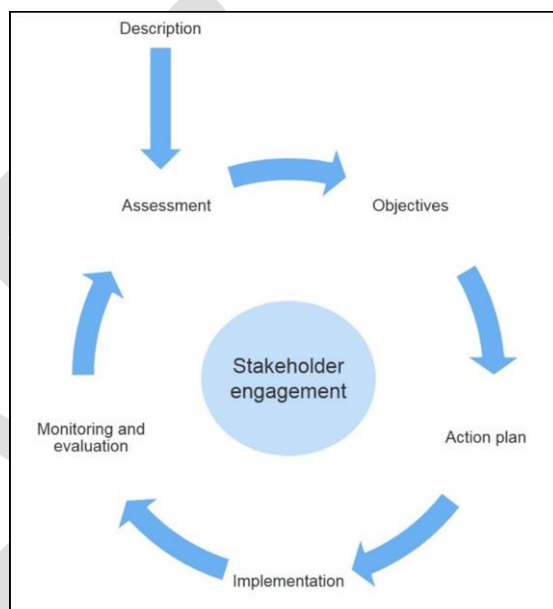 Description
Assessment
Objectives
Stakeholder
engagement
Monitoring and
evaluation
Action plan
Implementation